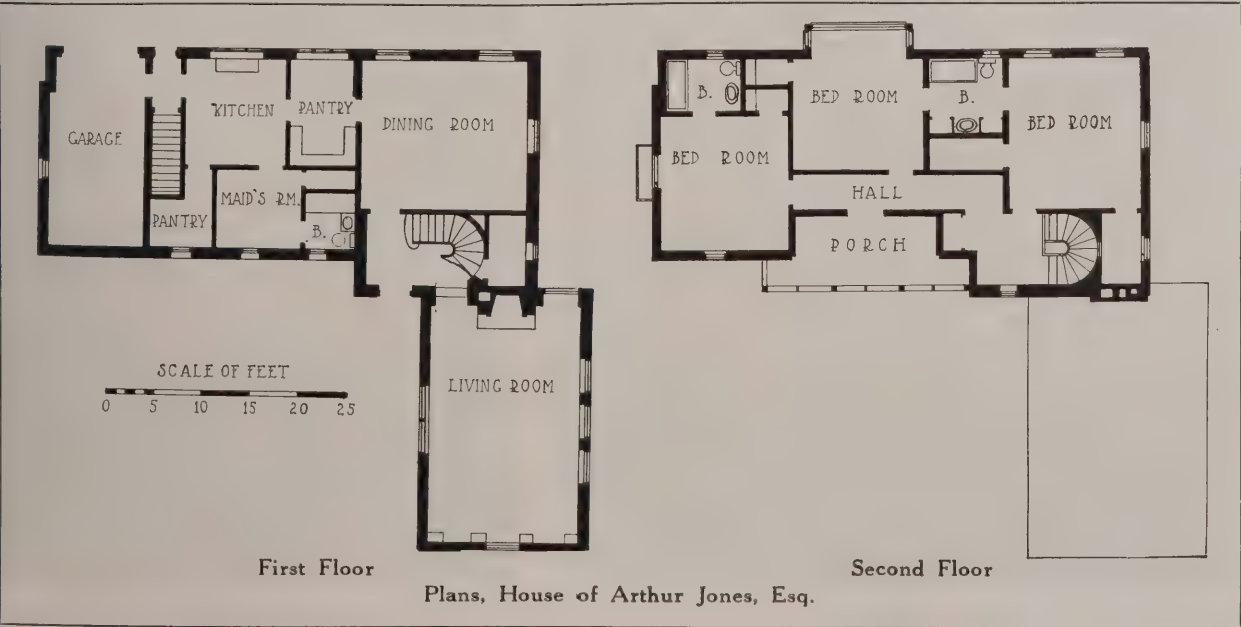 GARAGE
KITCHEN
PANTRY
DINING ROOM
PANTRY
MAID'S RM.
B.
LIVING ROOM
SCALE OF FEET
0 5 10 15 20 25
First Floor
B.
BED ROOM
B.
BED ROOM
BED ROOM
HALL
PORCH
Second Floor
Plans, House of Arthur Jones, Esq.